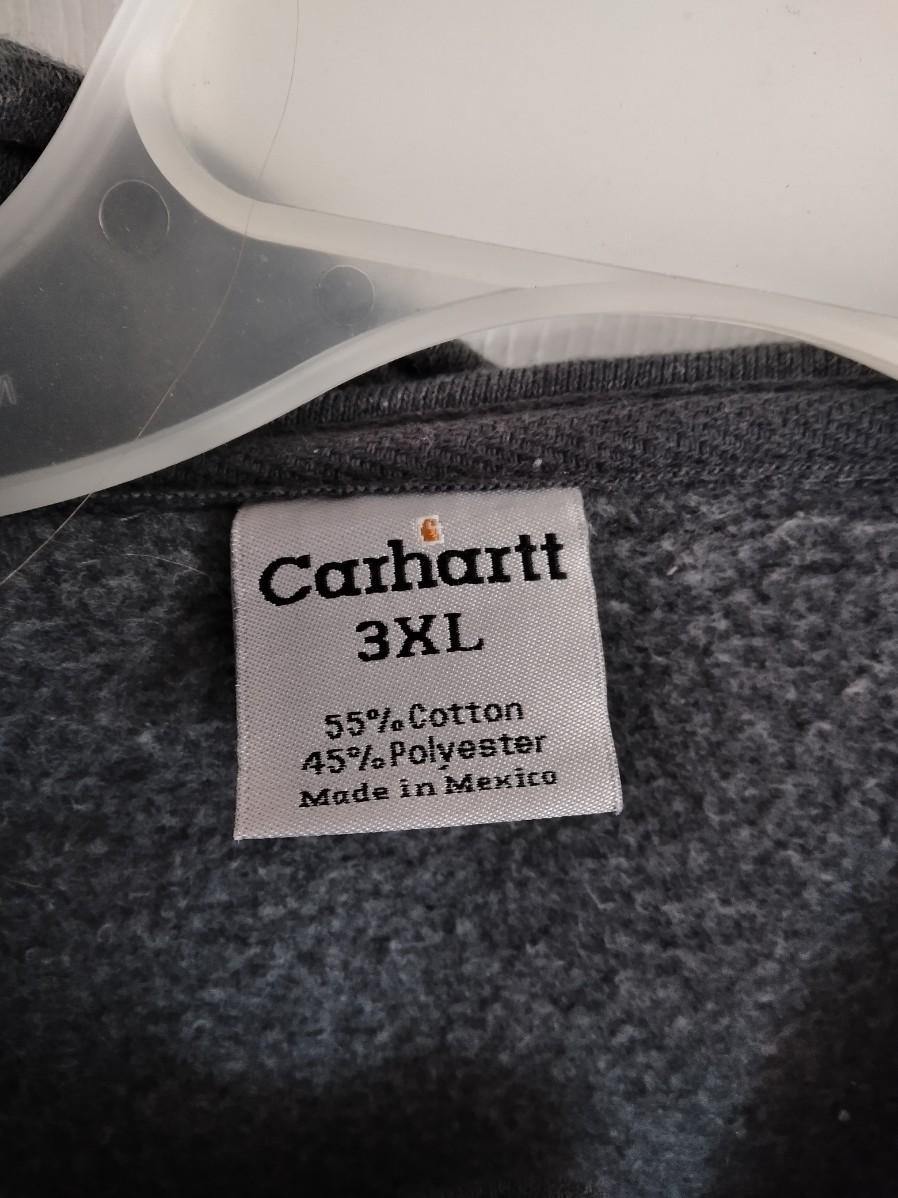 Carhartt
3XL
55% Cotton
45% Polyester
Made in Mexico
M